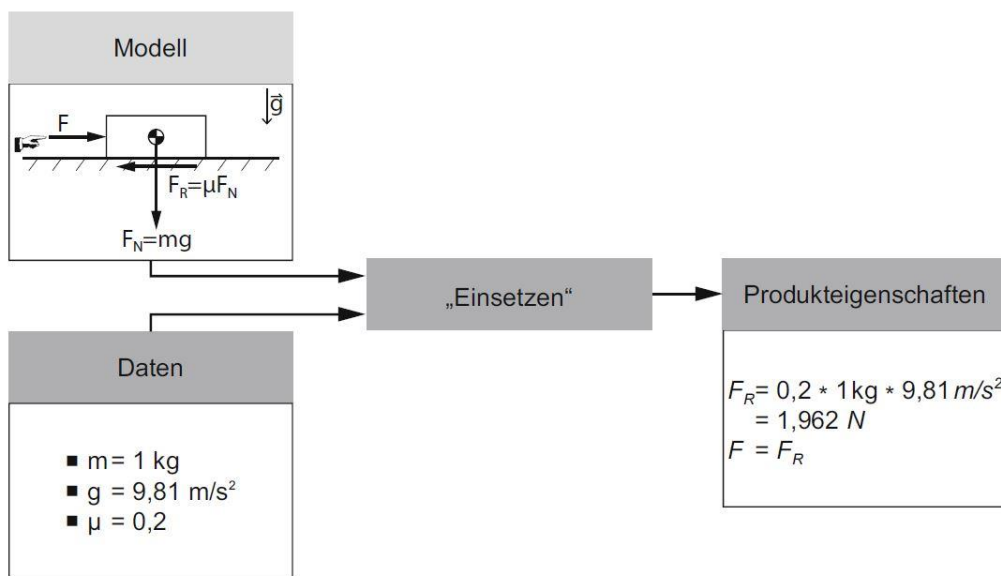 Modell
g⃗
F
F_R=μF_N
F_N=mg
„Einsetzen“
Produkteigenschaften
F_R= 0,2 * 1kg * 9,81 m/s²
= 1,962 N
F = F_R
Daten
■ m= 1 kg
■ g = 9,81 m/s²
■ μ = 0,2